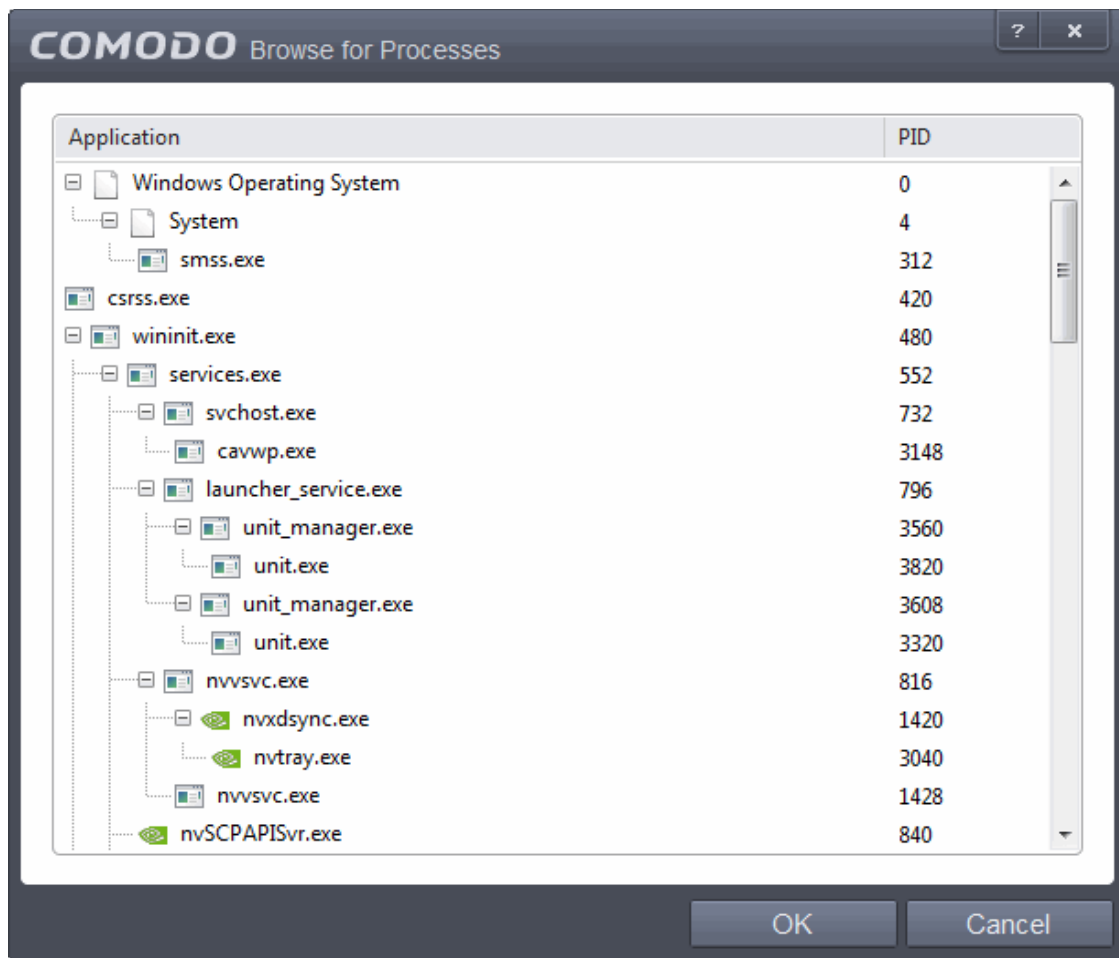 COMODO Browse for Processes ? x
Application PID
Windows Operating System 0
System 4
smss.exe 312
csrss.exe 420
wininit.exe 480
services.exe 552
svchost.exe 732
cavwp.exe 3148
launcher_service.exe 796
unit_manager.exe 3560
unit.exe 3820
unit_manager.exe 3608
unit.exe 3320
nvvsvc.exe 816
nvxdsync.exe 1420
nvtray.exe 3040
nvvsvc.exe 1428
nvSCPAPISvr.exe 840
OK Cancel